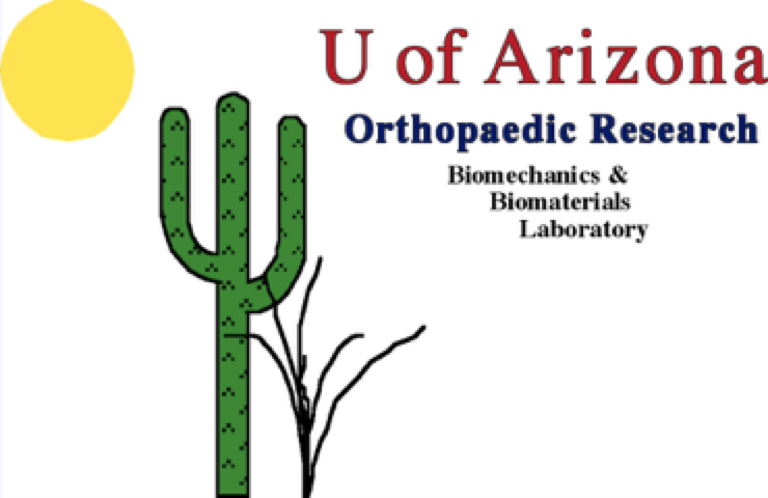 U of Arizona
Orthopaedic Research
Biomechanics &
Biomaterials
Laboratory